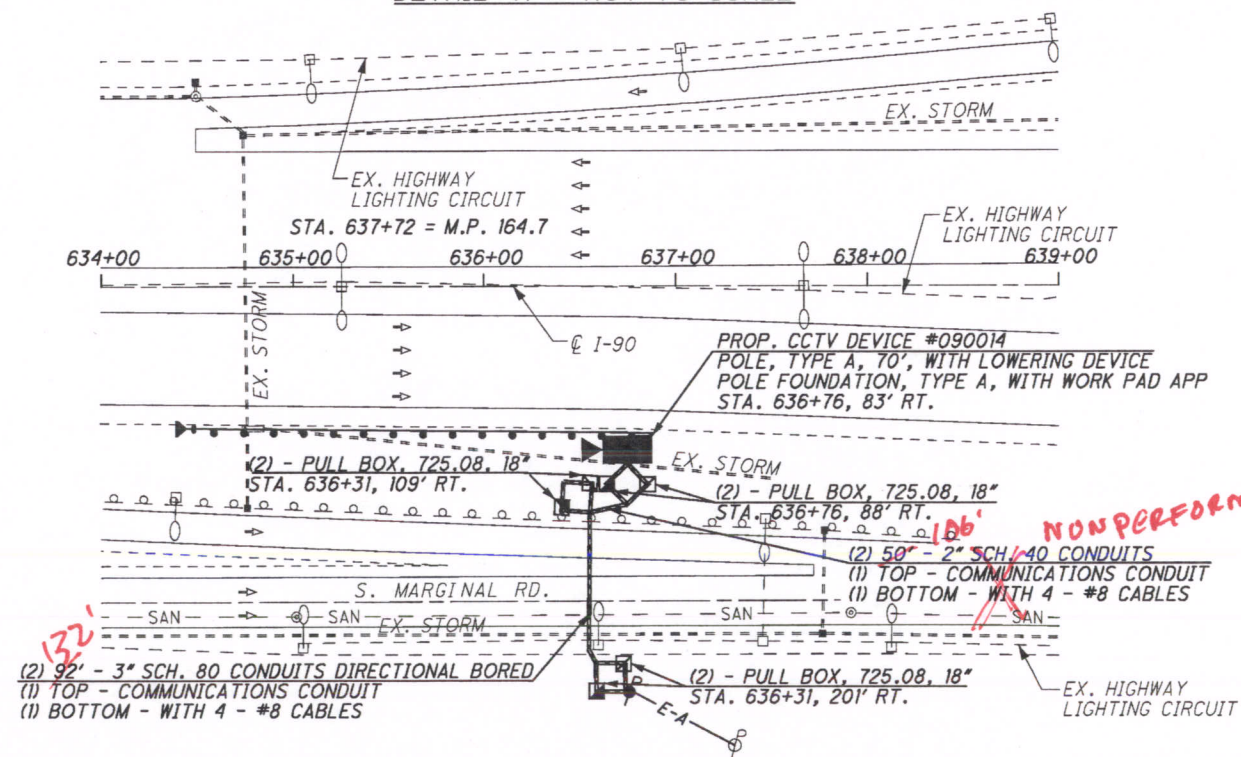 DETAIL "A" - NOT TO SCALE
EX. STORM
EX. HIGHWAY
LIGHTING CIRCUIT
STA. 637+72 = M.P. 164.7
EX. HIGHWAY
LIGHTING CIRCUIT
634+00 635+00 636+00 637+00 638+00 639+00
EX. STORM
℄ I-90
PROP. CCTV DEVICE #090014
POLE, TYPE A, 70', WITH LOWERING DEVICE
POLE FOUNDATION, TYPE A, WITH WORK PAD APP
STA. 636+76, 83' RT.
EX. STORM
(2) - PULL BOX, 725.08, 18"
STA. 636+31, 109' RT.
(2) - PULL BOX, 725.08, 18"
STA. 636+76, 88' RT.
106' NONPERFORM
(2) 50' - 2" SCH. 40 CONDUITS
(1) TOP - COMMUNICATIONS CONDUIT
(1) BOTTOM - WITH 4 - #8 CABLES
S. MARGINAL RD.
SAN SAN SAN SAN
EX. STORM
132'
(2) 92' - 3" SCH. 80 CONDUITS DIRECTIONAL BORED
(1) TOP - COMMUNICATIONS CONDUIT
(1) BOTTOM - WITH 4 - #8 CABLES
(2) - PULL BOX, 725.08, 18"
STA. 636+31, 201' RT.
P
E-A
P
EX. HIGHWAY
LIGHTING CIRCUIT